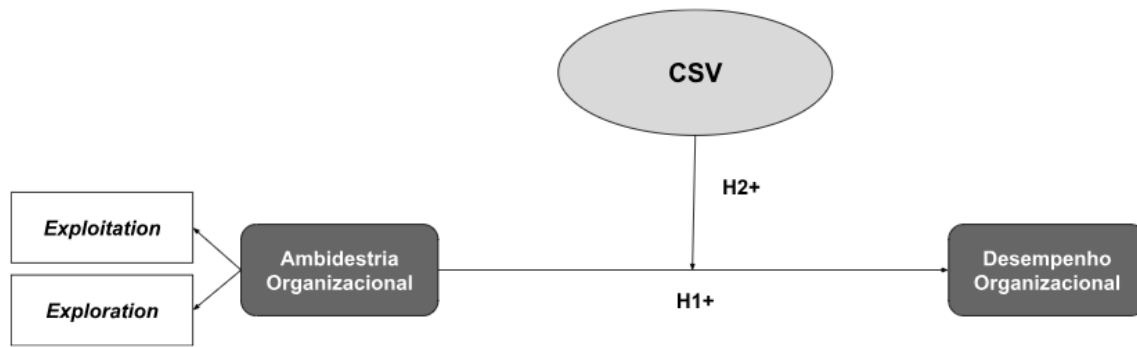 CSV
H2+
Exploitation
Exploration
Ambidestria
Organizacional
H1+
Desempenho
Organizacional